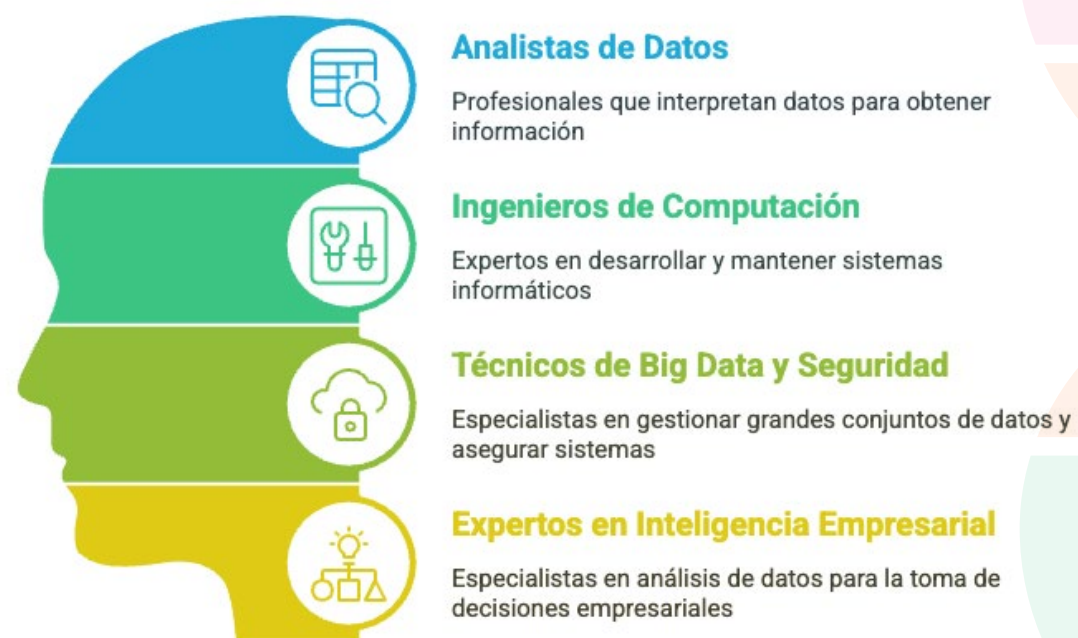 Analistas de Datos
Profesionales que interpretan datos para obtener
información
Ingenieros de Computación
Expertos en desarrollar y mantener sistemas
informáticos
Técnicos de Big Data y Seguridad
Especialistas en gestionar grandes conjuntos de datos y
asegurar sistemas
Expertos en Inteligencia Empresarial
Especialistas en análisis de datos para la toma de
decisiones empresariales